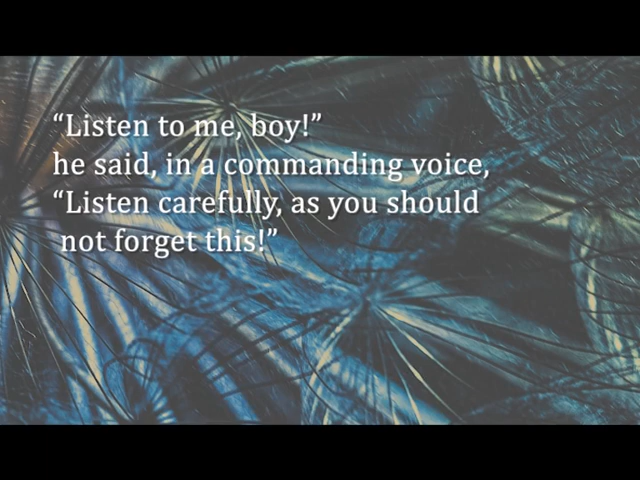 “Listen to me, boy!”
he said, in a commanding voice,
“Listen carefully, as you should
not forget this!”